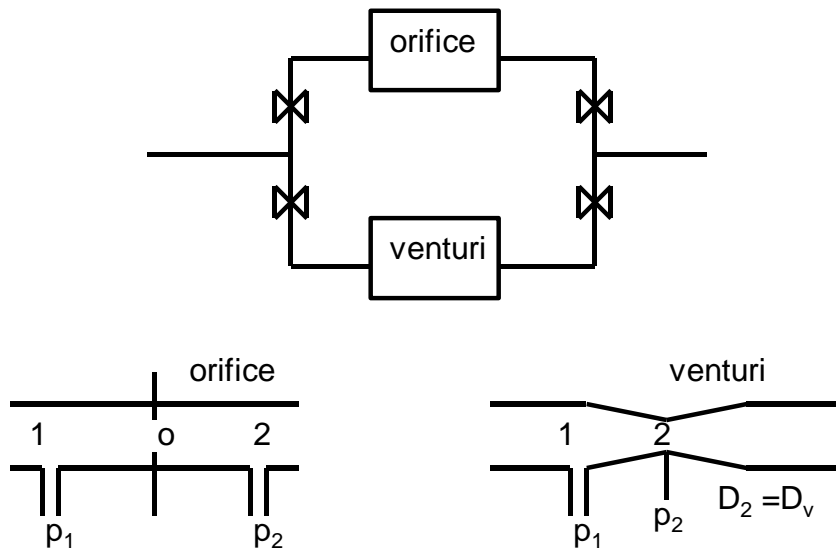 orifice
venturi
orifice
1 o 2
p₁ p₂
venturi
1 2
p₁ p₂ D₂ =Dᵥ